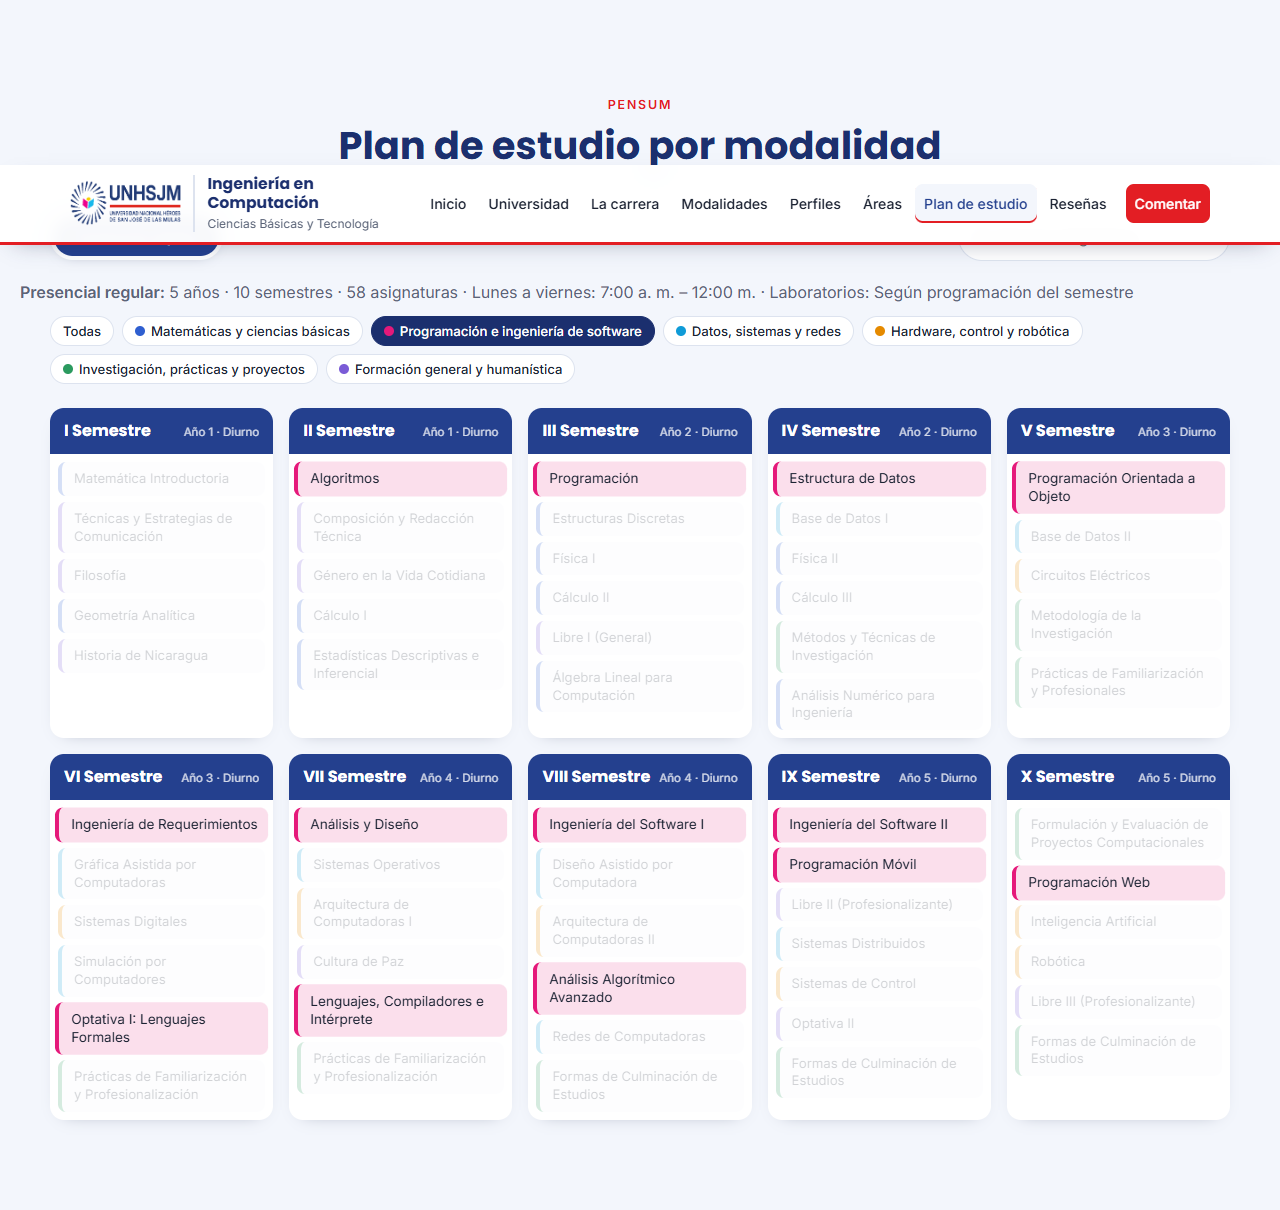 PENSUM
Plan de estudio por modalidad
UNHSJM
UNIVERSIDAD NACIONAL HÉROES
DE SAN JOSÉ DE LAS MULAS
Ingeniería en
Computación
Ciencias Básicas y Tecnología
Inicio
Universidad
La carrera
Modalidades
Perfiles
Áreas
Plan de estudio
Reseñas
Comentar
Presencial regular: 5 años · 10 semestres · 58 asignaturas · Lunes a viernes: 7:00 a. m. – 12:00 m. · Laboratorios: Según programación del semestre
Todas
Matemáticas y ciencias básicas
Programación e ingeniería de software
Datos, sistemas y redes
Hardware, control y robótica
Investigación, prácticas y proyectos
Formación general y humanística
I Semestre
Año 1 · Diurno
Matemática Introductoria
Técnicas y Estrategias de
Comunicación
Filosofía
Geometría Analítica
Historia de Nicaragua
II Semestre
Año 1 · Diurno
Algoritmos
Composición y Redacción
Técnica
Género en la Vida Cotidiana
Cálculo I
Estadísticas Descriptivas e
Inferencial
III Semestre
Año 2 · Diurno
Programación
Estructuras Discretas
Física I
Cálculo II
Libre I (General)
Álgebra Lineal para
Computación
IV Semestre
Año 2 · Diurno
Estructura de Datos
Base de Datos I
Física II
Cálculo III
Métodos y Técnicas de
Investigación
Análisis Numérico para
Ingeniería
V Semestre
Año 3 · Diurno
Programación Orientada a
Objeto
Base de Datos II
Circuitos Eléctricos
Metodología de la
Investigación
Prácticas de Familiarización
y Profesionales
VI Semestre
Año 3 · Diurno
Ingeniería de Requerimientos
Gráfica Asistida por
Computadoras
Sistemas Digitales
Simulación por
Computadores
Optativa I: Lenguajes
Formales
Prácticas de Familiarización
y Profesionalización
VII Semestre
Año 4 · Diurno
Análisis y Diseño
Sistemas Operativos
Arquitectura de
Computadoras I
Cultura de Paz
Lenguajes, Compiladores e
Intérprete
Prácticas de Familiarización
y Profesionalización
VIII Semestre
Año 4 · Diurno
Ingeniería del Software I
Diseño Asistido por
Computadora
Arquitectura de
Computadoras II
Análisis Algorítmico
Avanzado
Redes de Computadoras
Formas de Culminación de
Estudios
IX Semestre
Año 5 · Diurno
Ingeniería del Software II
Programación Móvil
Libre II (Profesionalizante)
Sistemas Distribuidos
Sistemas de Control
Optativa II
Formas de Culminación de
Estudios
X Semestre
Año 5 · Diurno
Formulación y Evaluación de
Proyectos Computacionales
Programación Web
Inteligencia Artificial
Robótica
Libre III (Profesionalizante)
Formas de Culminación de
Estudios